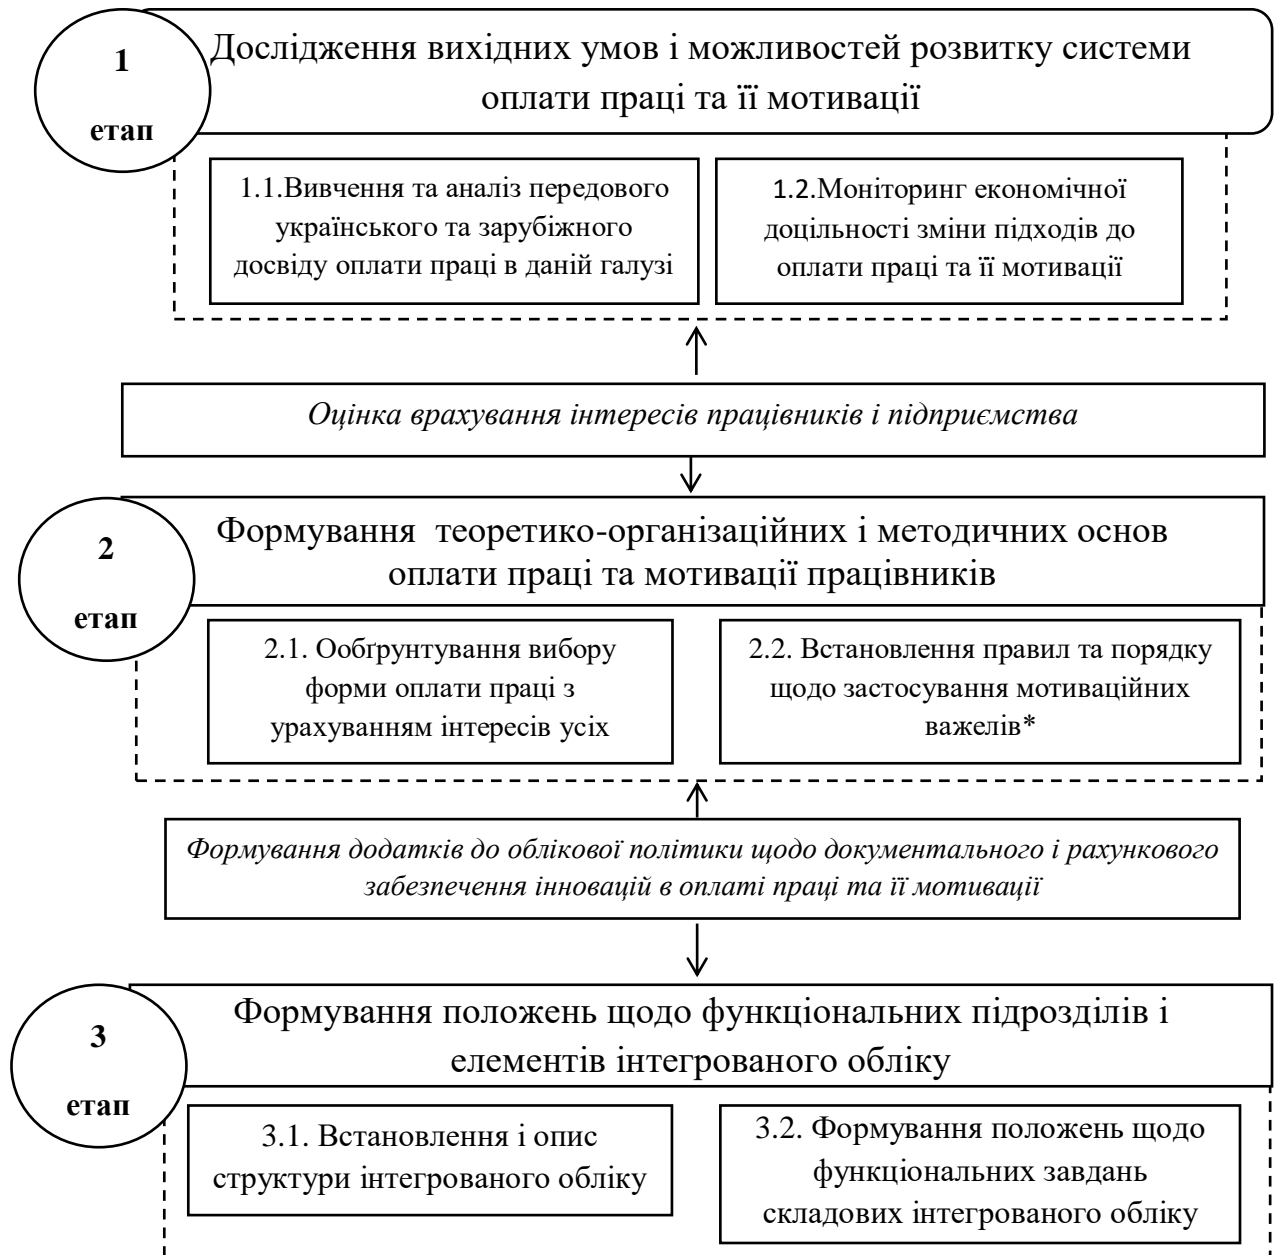 1
етап
Дослідження вихідних умов і можливостей розвитку системи
оплати праці та її мотивації
1.1.Вивчення та аналіз передового
українського та зарубіжного
досвіду оплати праці в даній галузі
1.2.Моніторинг економічної
доцільності зміни підходів до
оплати праці та її мотивації
Оцінка врахування інтересів працівників і підприємства
2
етап
Формування теоретико-організаційних і методичних основ
оплати праці та мотивації працівників
2.1. Ообґрунтування вибору
форми оплати праці з
урахуванням інтересів усіх
2.2. Встановлення правил та порядку
щодо застосування мотиваційних
важелів*
Формування додатків до облікової політики щодо документального і рахункового
забезпечення інновацій в оплаті праці та її мотивації
3
етап
Формування положень щодо функціональних підрозділів і
елементів інтегрованого обліку
3.1. Встановлення і опис
структури інтегрованого обліку
3.2. Формування положень щодо
функціональних завдань
складових інтегрованого обліку